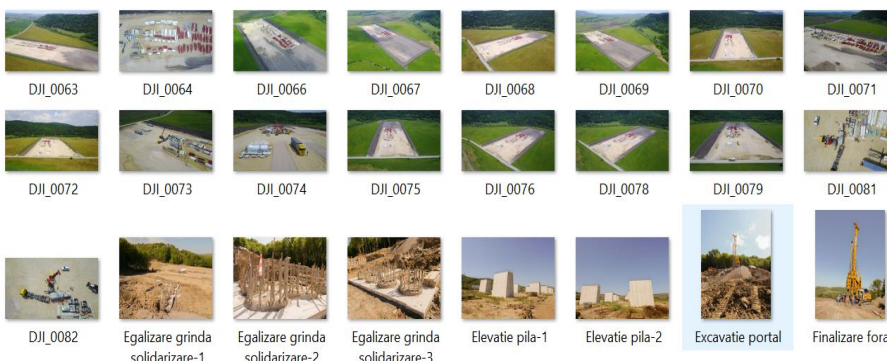 DJI_0063 DJI_0064 DJI_0066 DJI_0067 DJI_0068 DJI_0069 DJI_0070 DJI_0071
DJI_0072 DJI_0073 DJI_0074 DJI_0075 DJI_0076 DJI_0078 DJI_0079 DJI_0081
DJI_0082 Egalizare grinda Egalizare grinda Egalizare grinda Elevatie pila-1 Elevatie pila-2 Excavatie portal Finalizare fora
solidarizare-1 solidarizare-2 solidarizare-3